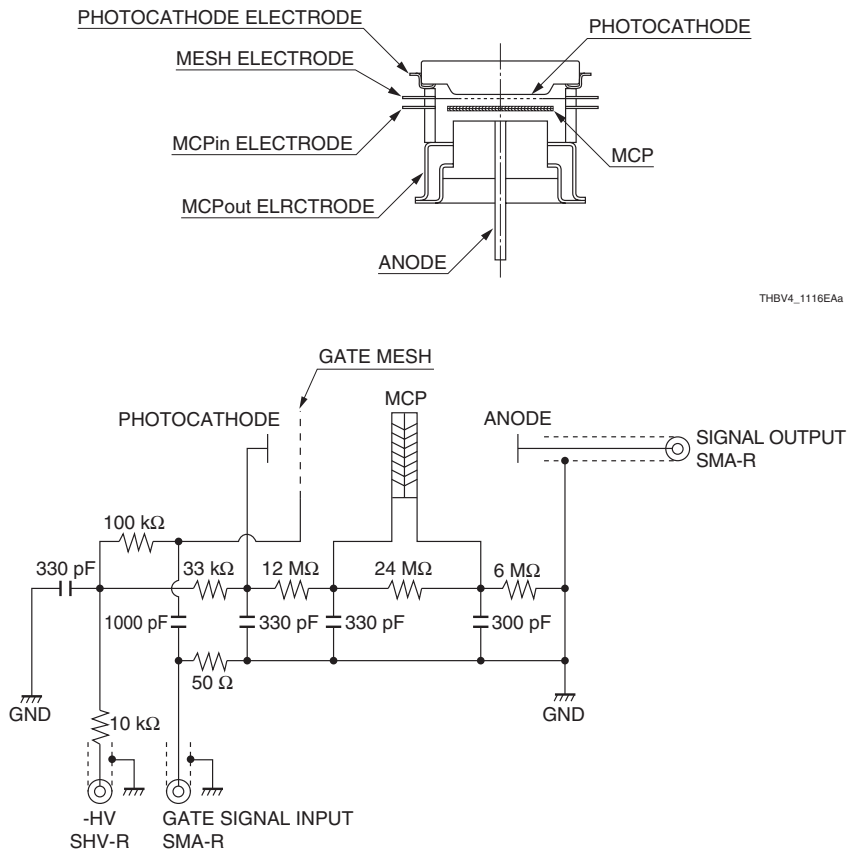 PHOTOCATHODE ELECTRODE
PHOTOCATHODE
MESH ELECTRODE
MCPin ELECTRODE
MCP
MCPout ELRCTRODE
ANODE
THBV4_1116EAa
GATE MESH
MCP
PHOTOCATHODE
ANODE
SIGNAL OUTPUT
SMA-R
100 kΩ
330 pF
33 kΩ
12 MΩ
24 MΩ
6 MΩ
1000 pF
330 pF
330 pF
300 pF
50 Ω
GND
GND
10 kΩ
-HV
SHV-R
GATE SIGNAL INPUT
SMA-R